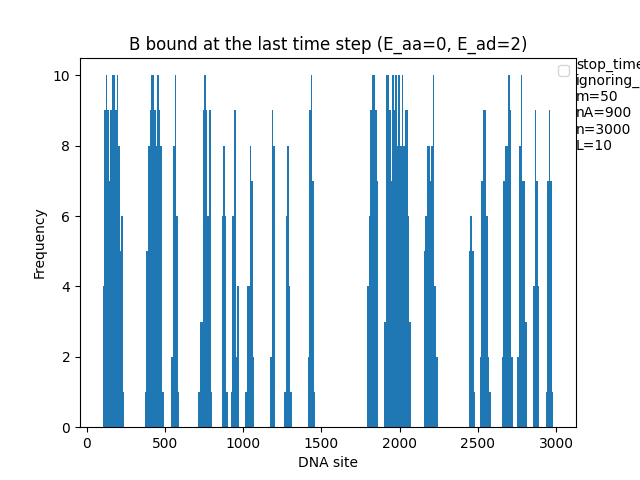 B bound at the last time step (E_aa=0, E_ad=2)
stop_time
ignoring_
m=50
nA=900
n=3000
L=10
Frequency
10
8
6
4
2
0
0 500 1000 1500 2000 2500 3000
DNA site